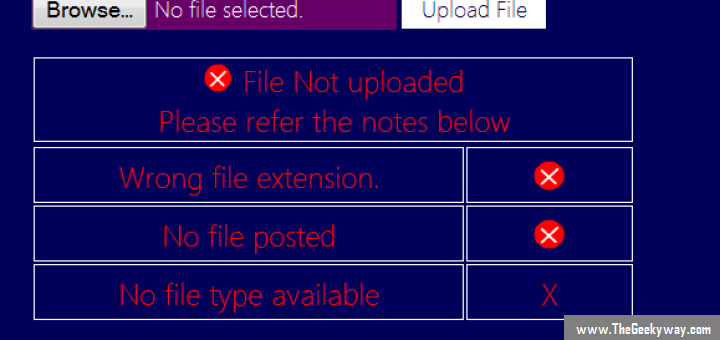 Browse... No file selected. Upload File
File Not uploaded
Please refer the notes below
Wrong file extension.
No file posted
No file type available X
www.TheGeekyway.com